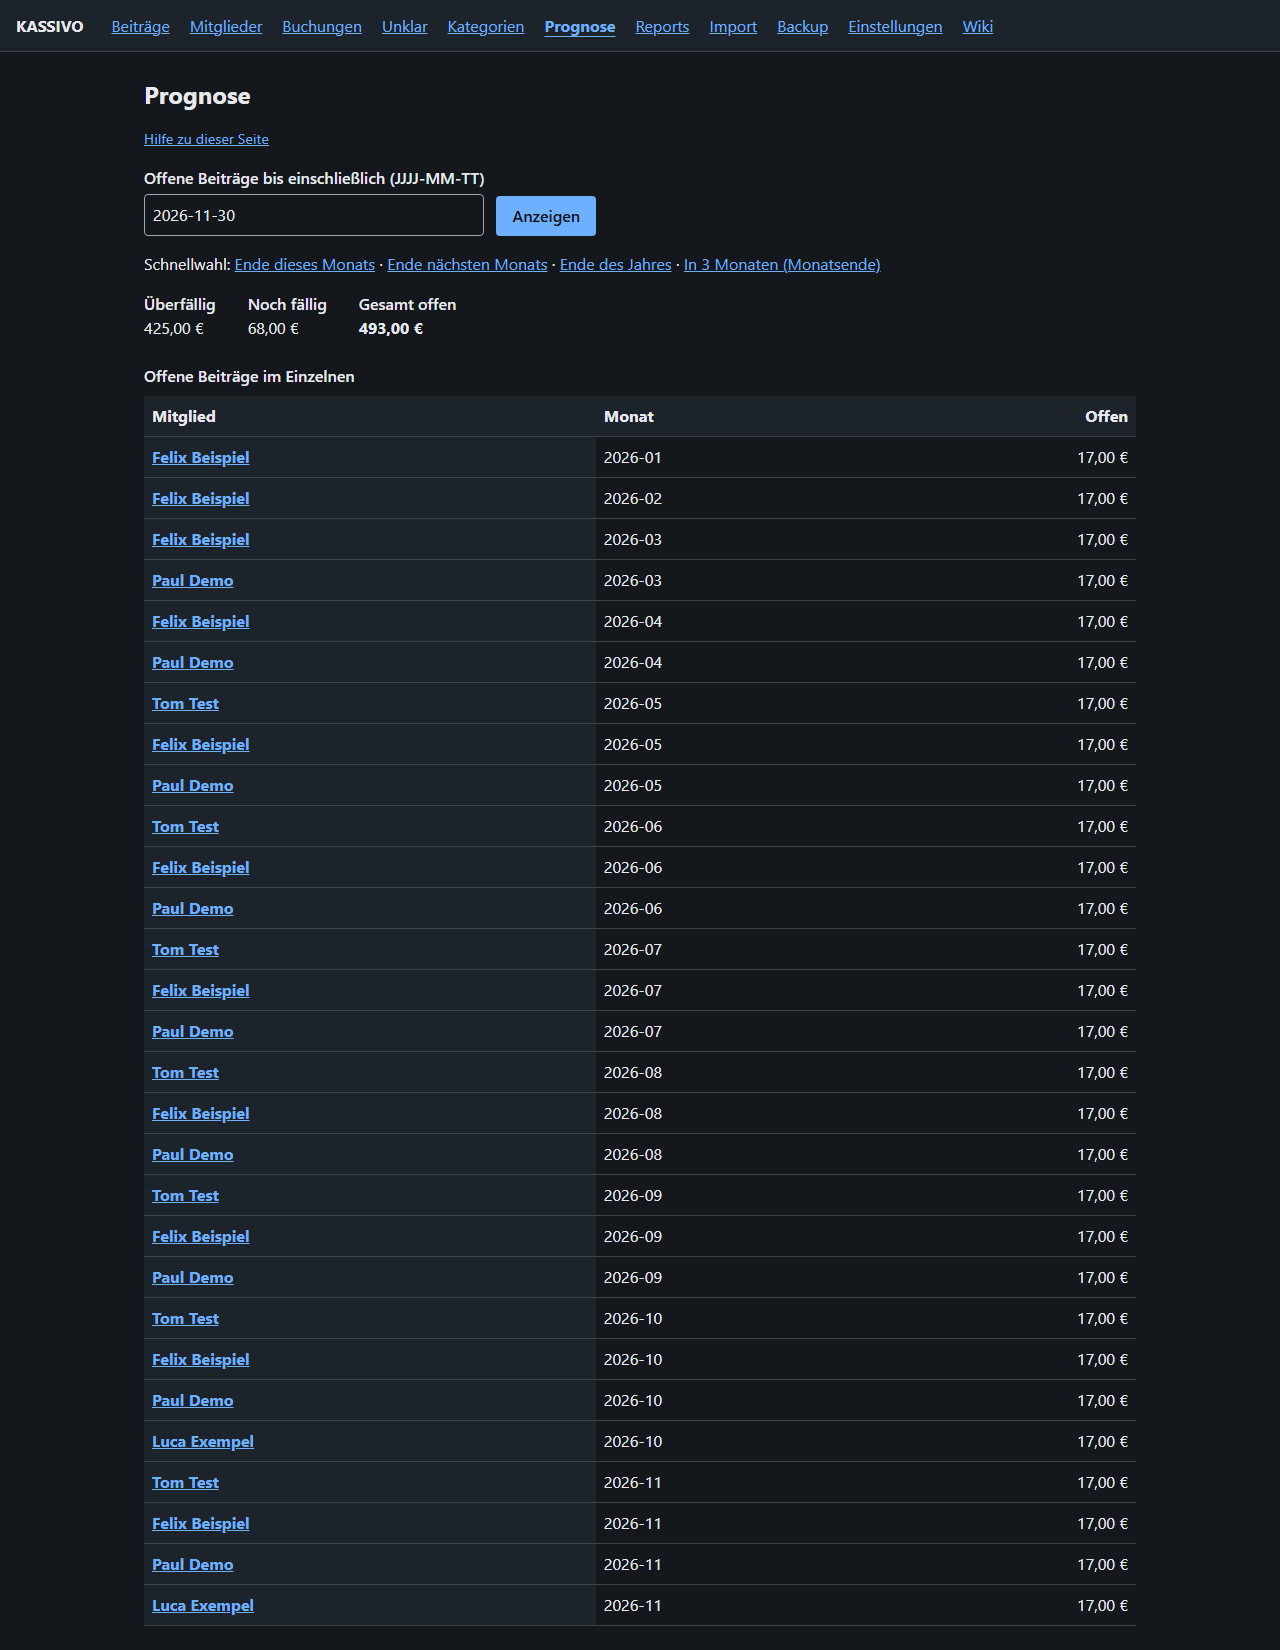 KASSIVO Beiträge Mitglieder Buchungen Unklar Kategorien Prognose Reports Import Backup Einstellungen Wiki
Prognose
Hilfe zu dieser Seite
Offene Beiträge bis einschließlich (JJJJ-MM-TT)
2026-11-30 Anzeigen
Schnellwahl: Ende dieses Monats · Ende nächsten Monats · Ende des Jahres · In 3 Monaten (Monatsende)
Überfällig Noch fällig Gesamt offen
425,00 € 68,00 € 493,00 €
Offene Beiträge im Einzelnen
Mitglied Monat Offen
Felix Beispiel 2026-01 17,00 €
Felix Beispiel 2026-02 17,00 €
Felix Beispiel 2026-03 17,00 €
Paul Demo 2026-03 17,00 €
Felix Beispiel 2026-04 17,00 €
Paul Demo 2026-04 17,00 €
Tom Test 2026-05 17,00 €
Felix Beispiel 2026-05 17,00 €
Paul Demo 2026-05 17,00 €
Tom Test 2026-06 17,00 €
Felix Beispiel 2026-06 17,00 €
Paul Demo 2026-06 17,00 €
Tom Test 2026-07 17,00 €
Felix Beispiel 2026-07 17,00 €
Paul Demo 2026-07 17,00 €
Tom Test 2026-08 17,00 €
Felix Beispiel 2026-08 17,00 €
Paul Demo 2026-08 17,00 €
Tom Test 2026-09 17,00 €
Felix Beispiel 2026-09 17,00 €
Paul Demo 2026-09 17,00 €
Tom Test 2026-10 17,00 €
Felix Beispiel 2026-10 17,00 €
Paul Demo 2026-10 17,00 €
Luca Exempel 2026-10 17,00 €
Tom Test 2026-11 17,00 €
Felix Beispiel 2026-11 17,00 €
Paul Demo 2026-11 17,00 €
Luca Exempel 2026-11 17,00 €